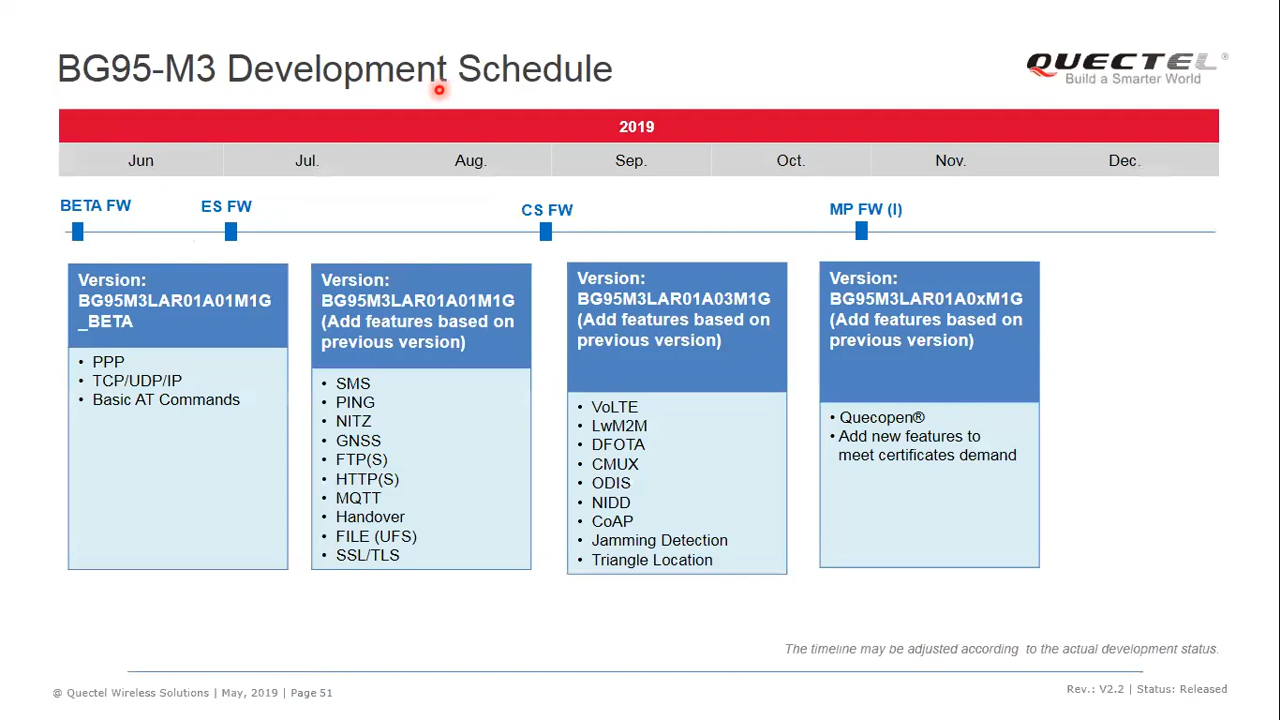 BG95-M3 Development Schedule
QUECTEL®
Build a Smarter World
2019
Jun Jul. Aug. Sep. Oct. Nov. Dec.
BETA FW ES FW CS FW MP FW (I)
Version:
BG95M3LAR01A01M1G
_BETA
• PPP
• TCP/UDP/IP
• Basic AT Commands
Version:
BG95M3LAR01A01M1G
(Add features based on
previous version)
• SMS
• PING
• NITZ
• GNSS
• FTP(S)
• HTTP(S)
• MQTT
• Handover
• FILE (UFS)
• SSL/TLS
Version:
BG95M3LAR01A03M1G
(Add features based on
previous version)
• VoLTE
• LwM2M
• DFOTA
• CMUX
• ODIS
• NIDD
• CoAP
• Jamming Detection
• Triangle Location
Version:
BG95M3LAR01A0xM1G
(Add features based on
previous version)
• Quecopen®
• Add new features to
meet certificates demand
The timeline may be adjusted according to the actual development status.
@ Quectel Wireless Solutions | May, 2019 | Page 51
Rev.: V2.2 | Status: Released